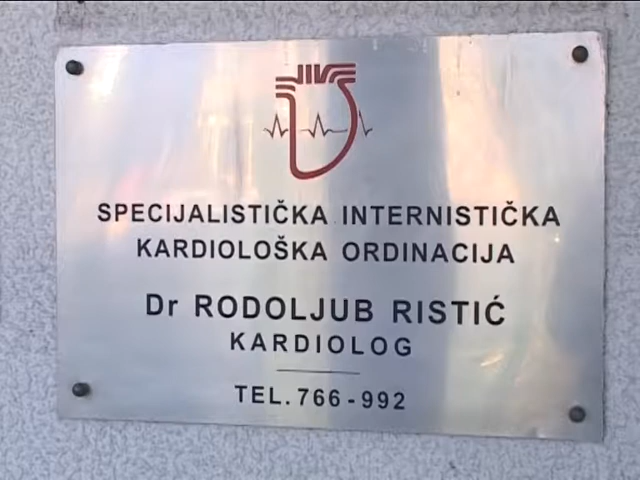 SPECIJALISTIČKA INTERNISTIČKA
KARDIOLOŠKA ORDINACIJA
Dr RODOLJUB RISTIĆ
KARDIOLOG
TEL. 766-992